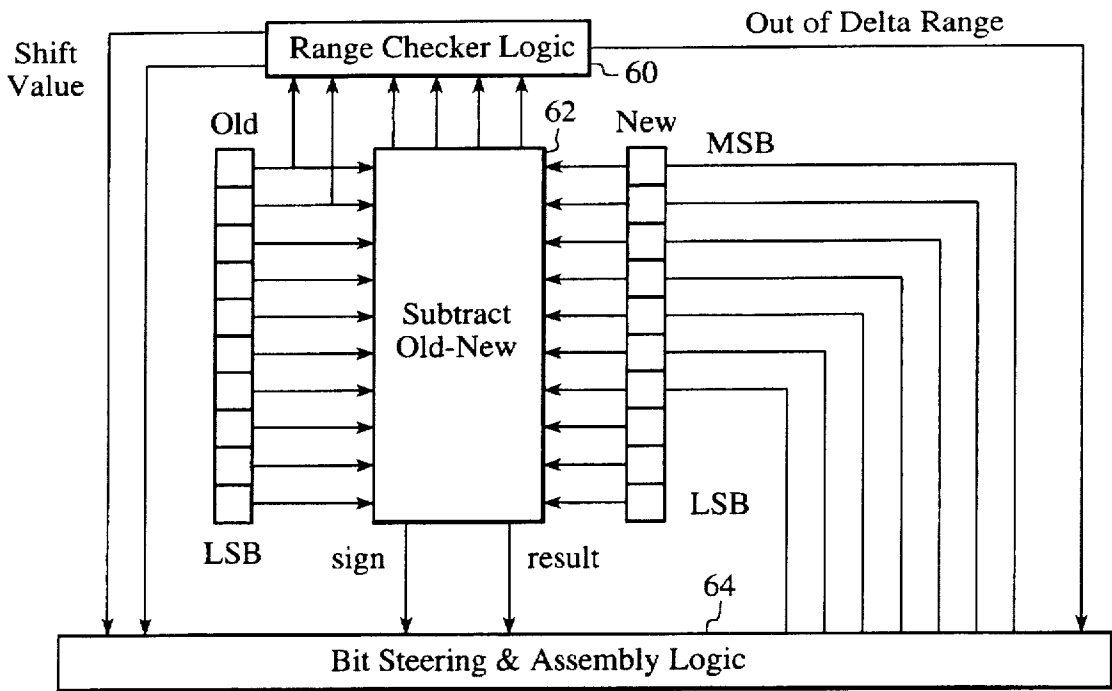 Out of Delta Range
Range Checker Logic
Shift
Value
60
Old
62
New
MSB
Subtract
Old-New
LSB
LSB
sign
result
64
Bit Steering & Assembly Logic